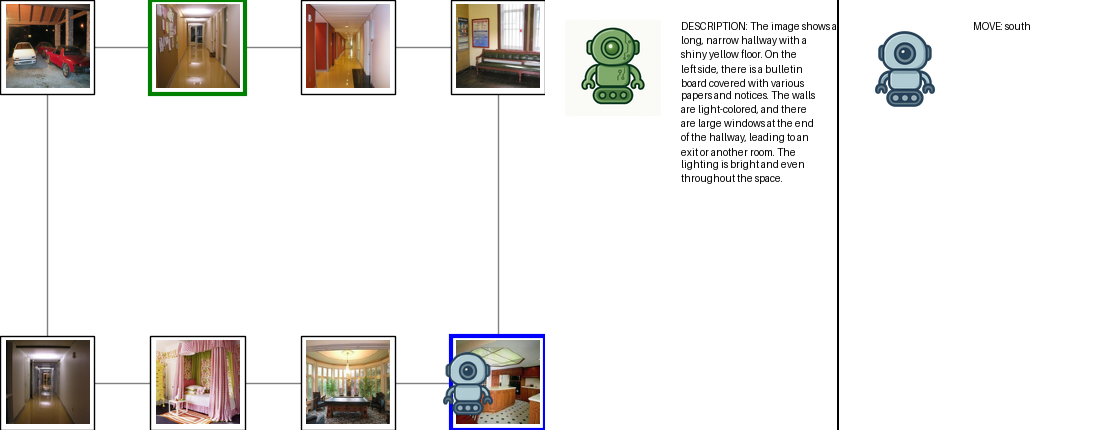 DESCRIPTION: The image shows a
long, narrow hallway with a
shiny yellow floor. On the
left side, there is a bulletin
board covered with various
papers and notices. The walls
are light-colored, and there
are large windows at the end
of the hallway, leading to an
exit or another room. The
lighting is bright and even
throughout the space.
MOVE: south